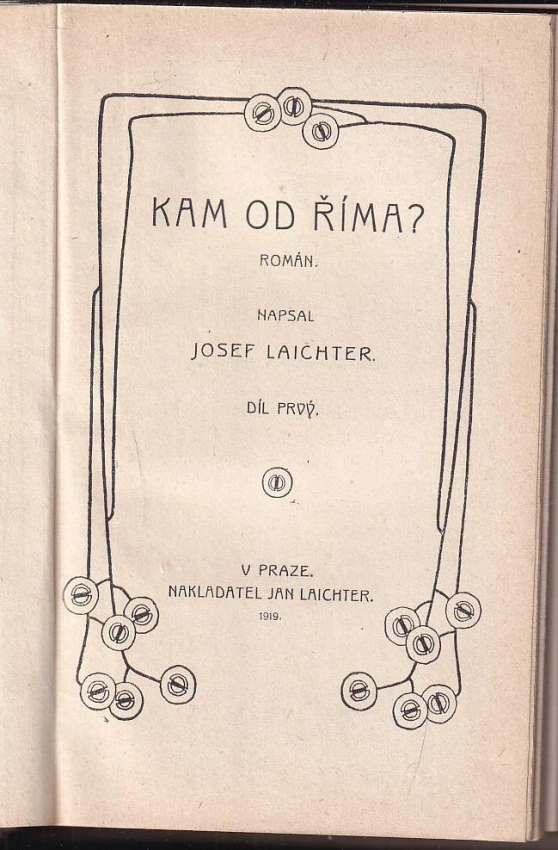 KAM OD ŘÍMA?
ROMÁN.
NAPSAL
JOSEF LAICHTER.
DÍL PRVÝ.
V PRAZE.
NAKLADATEL JAN LAICHTER.
1919.